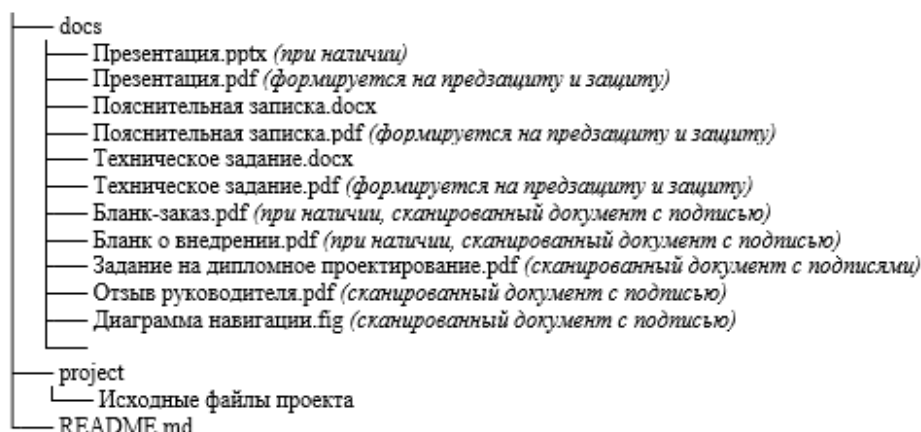 docs
Презентация.pptx (при наличии)
Презентация.pdf (формируется на предзащиту и защиту)
Пояснительная записка.docx
Пояснительная записка.pdf (формируется на предзащиту и защиту)
Техническое задание.docx
Техническое задание.pdf (формируется на предзащиту и защиту)
Бланк-заказ.pdf (при наличии, сканированный документ с подписью)
Бланк о внедрении.pdf (при наличии, сканированный документ с подписью)
Задание на дипломное проектирование.pdf (сканированный документ с подписями)
Отзыв руководителя.pdf (сканированный документ с подписью)
Диаграмма навигации.fig (сканированный документ с подписью)
project
Исходные файлы проекта
README.md